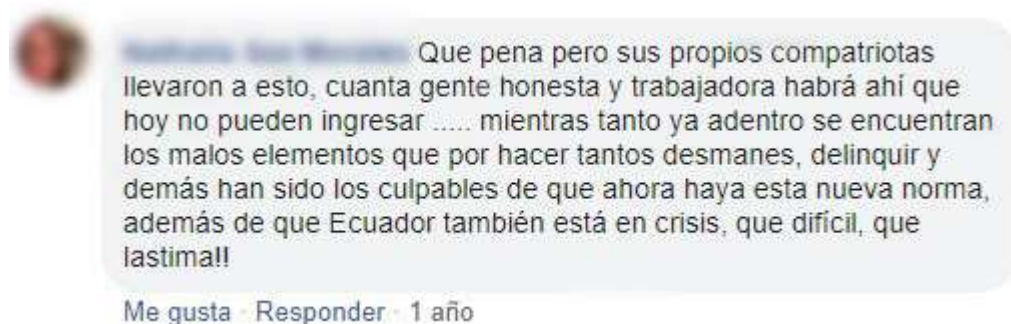 Que pena pero sus propios compatriotas
llevaron a esto, cuanta gente honesta y trabajadora habrá ahí que
hoy no pueden ingresar ..... mientras tanto ya adentro se encuentran
los malos elementos que por hacer tantos desmanes, delinquir y
demás han sido los culpables de que ahora haya esta nueva norma,
además de que Ecuador también está en crisis, que difícil, que
lastima!!
Me gusta · Responder · 1 año